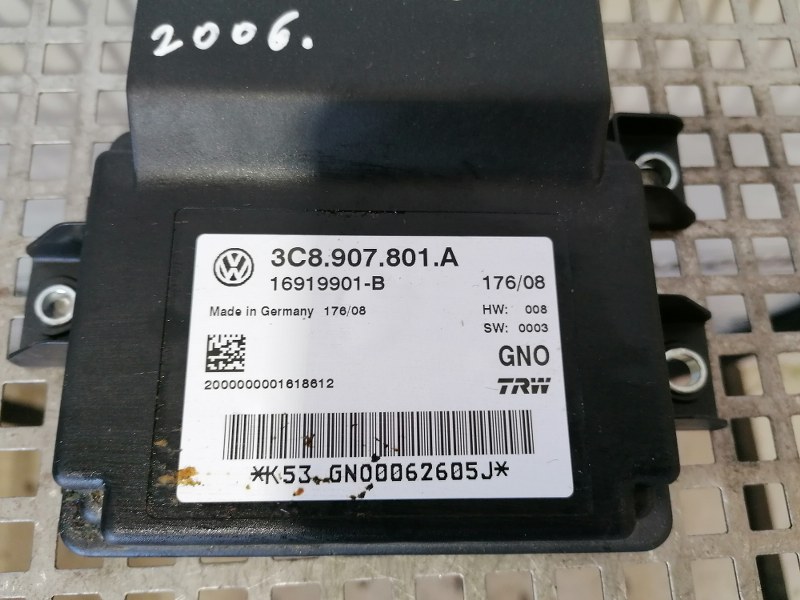 2006.
3C8.907.801.A
16919901-B 176/08
Made in Germany 176/08 HW: 008
SW: 0003
GNO
2000000001618612 TRW
*K53 GNO0062605J*